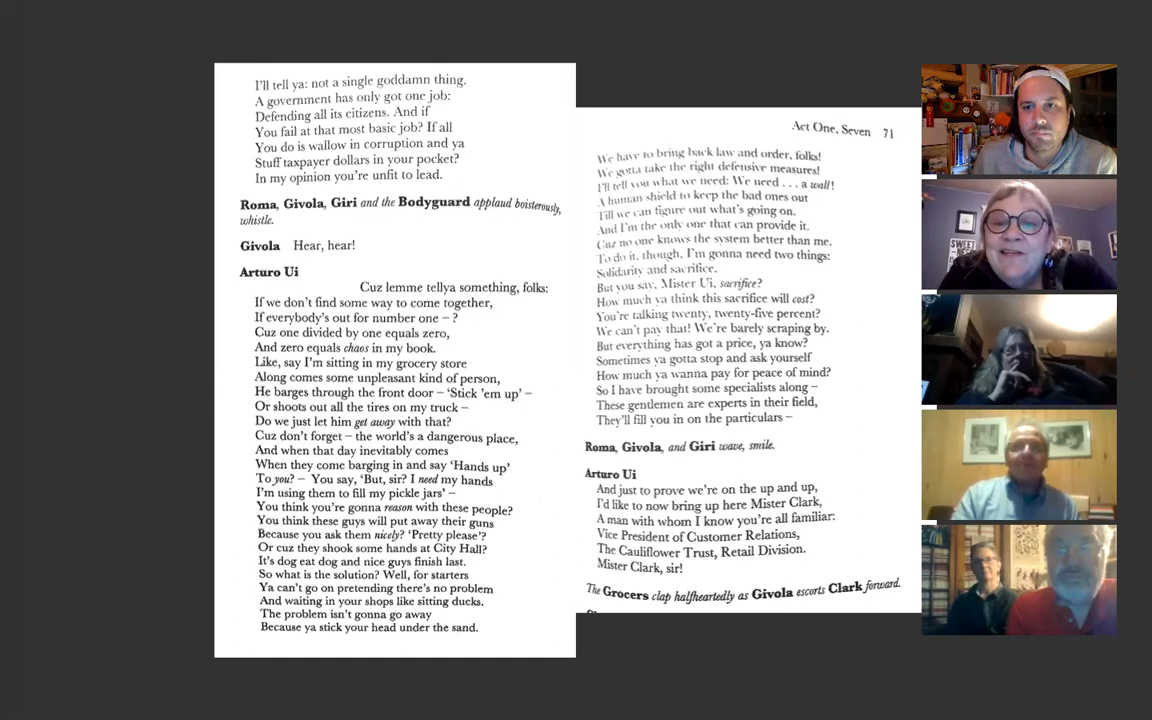 I'll tell ya: not a single goddamn thing.
A government has only got one job:
Defending all its citizens. And if
You fail at that most basic job? If all
You do is wallow in corruption and ya
Stuff taxpayer dollars in your pocket?
In my opinion you're unfit to lead.
Roma, Givola, Giri and the Bodyguard applaud boisterously,
whistle.
Givola Hear, hear!
Arturo Ui
Cuz lemme tellya something, folks:
If we don't find some way to come together,
If everybody's out for number one – ?
Cuz one divided by one equals zero,
And zero equals chaos in my book.
Like, say I'm sitting in my grocery store
Along comes some unpleasant kind of person,
He barges through the front door – 'Stick 'em up' –
Or shoots out all the tires on my truck –
Do we just let him get away with that?
Cuz don't forget – the world's a dangerous place,
And when that day inevitably comes
When they come barging in and say 'Hands up'
To you? – You say, 'But, sir? I need my hands
I'm using them to fill my pickle jars' –
You think you're gonna reason with these people?
You think these guys will put away their guns
Because you ask them nicely? 'Pretty please'?
Or cuz they shook some hands at City Hall?
It's dog eat dog and nice guys finish last.
So what is the solution? Well, for starters
Ya can't go on pretending there's no problem
And waiting in your shops like sitting ducks.
The problem isn't gonna go away
Because ya stick your head under the sand.
Act One, Seven 71
We have to bring back law and order, folks!
We gotta take the right defensive measures!
I'll tell you what we need: We need . . . a wall!
A human shield to keep the bad ones out
Till we can figure out what's going on.
And I'm the only one that can provide it.
Cuz no one knows the system better than me.
To do it, though, I'm gonna need two things:
Solidarity and sacrifice.
But you say, Mister Ui, sacrifice?
How much ya think this sacrifice will cost?
You're talking twenty, twenty-five percent?
We can't pay that! We're barely scraping by.
But everything has got a price, ya know?
Sometimes ya gotta stop and ask yourself
How much ya wanna pay for peace of mind?
So I have brought some specialists along –
These gentlemen are experts in their field,
They'll fill you in on the particulars –
Roma, Givola, and Giri wave, smile.
Arturo Ui
And just to prove we're on the up and up,
I'd like to now bring up here Mister Clark,
A man with whom I know you're all familiar:
Vice President of Customer Relations,
The Cauliflower Trust, Retail Division.
Mister Clark, sir!
The Grocers clap halfheartedly as Givola escorts Clark forward.
SWEET